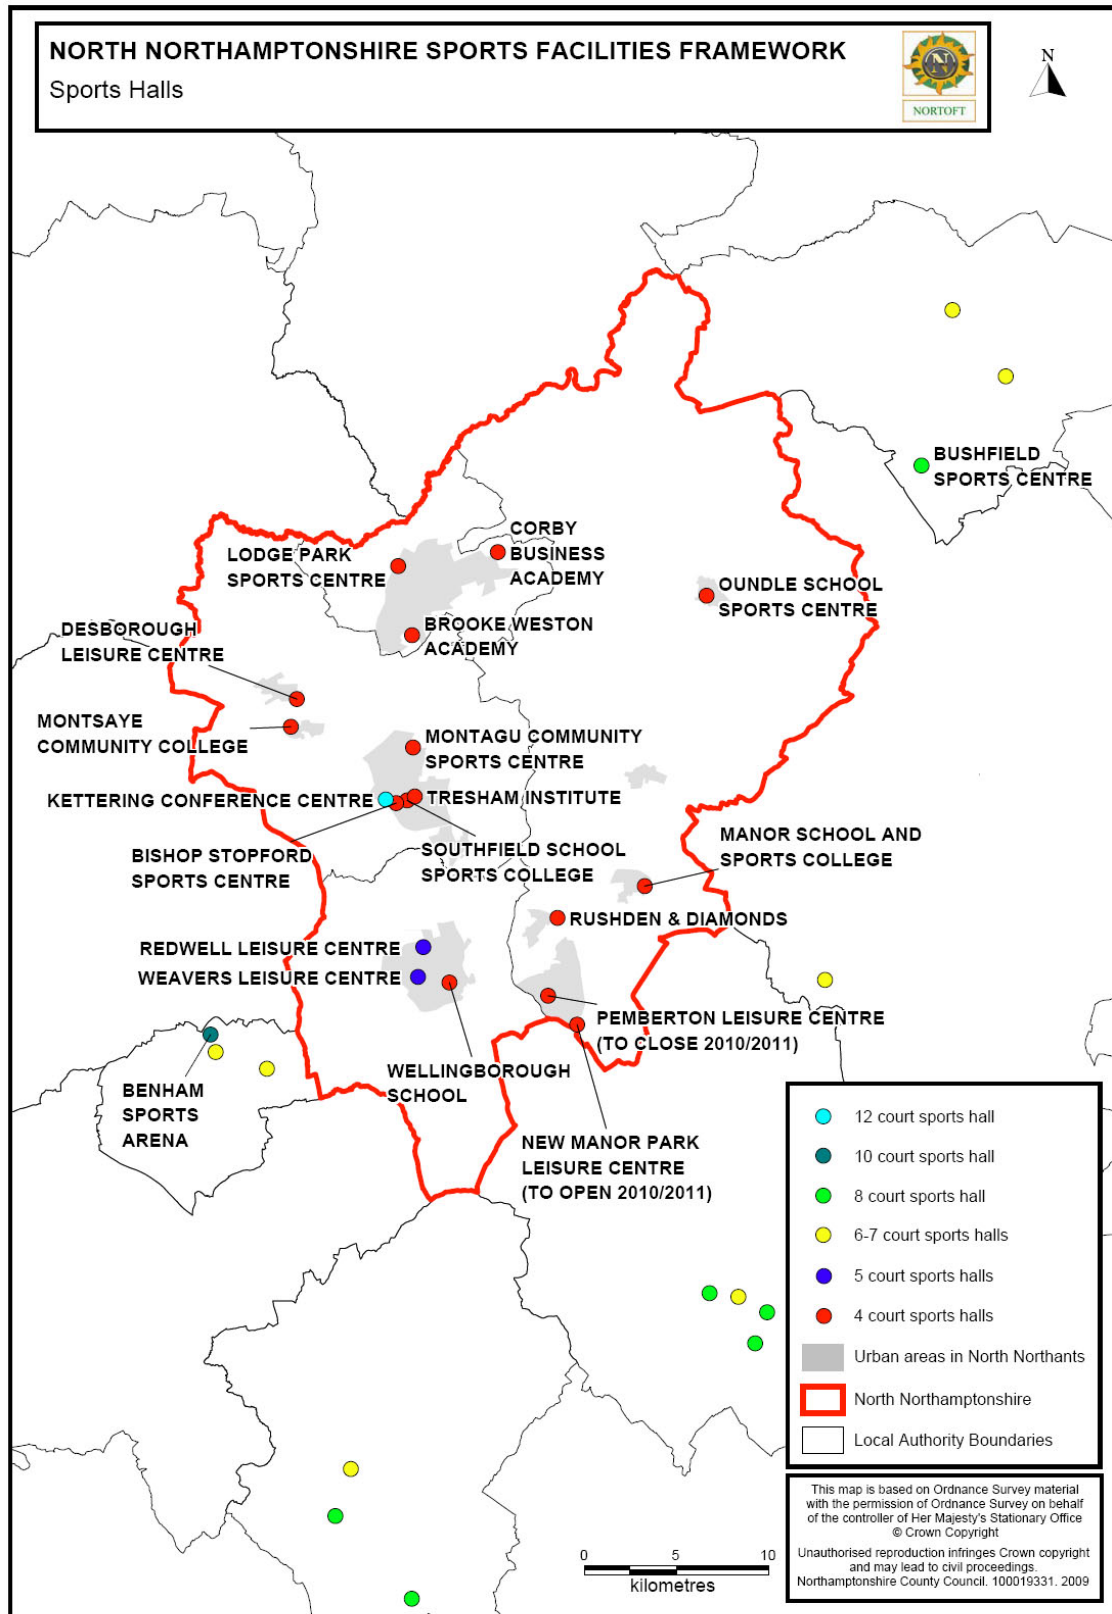 NORTH NORTHAMPTONSHIRE SPORTS FACILITIES FRAMEWORK
Sports Halls
N
NORTOFT
N
BUSHFIELD
SPORTS CENTRE
CORBY
BUSINESS
ACADEMY
LODGE PARK
SPORTS CENTRE
OUNDLE SCHOOL
SPORTS CENTRE
BROOKE WESTON
ACADEMY
DESBOROUGH
LEISURE CENTRE
MONTSAYE
COMMUNITY COLLEGE
MONTAGU COMMUNITY
SPORTS CENTRE
KETTERING CONFERENCE CENTRE
TRESHAM INSTITUTE
BISHOP STOPFORD
SPORTS CENTRE
SOUTHFIELD SCHOOL
SPORTS COLLEGE
MANOR SCHOOL AND
SPORTS COLLEGE
RUSHDEN & DIAMONDS
REDWELL LEISURE CENTRE
WEAVERS LEISURE CENTRE
PEMBERTON LEISURE CENTRE
(TO CLOSE 2010/2011)
WELLINGBOROUGH
SCHOOL
BENHAM
SPORTS
ARENA
NEW MANOR PARK
LEISURE CENTRE
(TO OPEN 2010/2011)
12 court sports hall
10 court sports hall
8 court sports hall
6-7 court sports halls
5 court sports halls
4 court sports halls
Urban areas in North Northants
North Northamptonshire
Local Authority Boundaries
This map is based on Ordnance Survey material
with the permission of Ordnance Survey on behalf
of the controller of Her Majesty's Stationary Office
© Crown Copyright
Unauthorised reproduction infringes Crown copyright
and may lead to civil proceedings.
Northamptonshire County Council. 100019331. 2009
0 5 10
kilometres